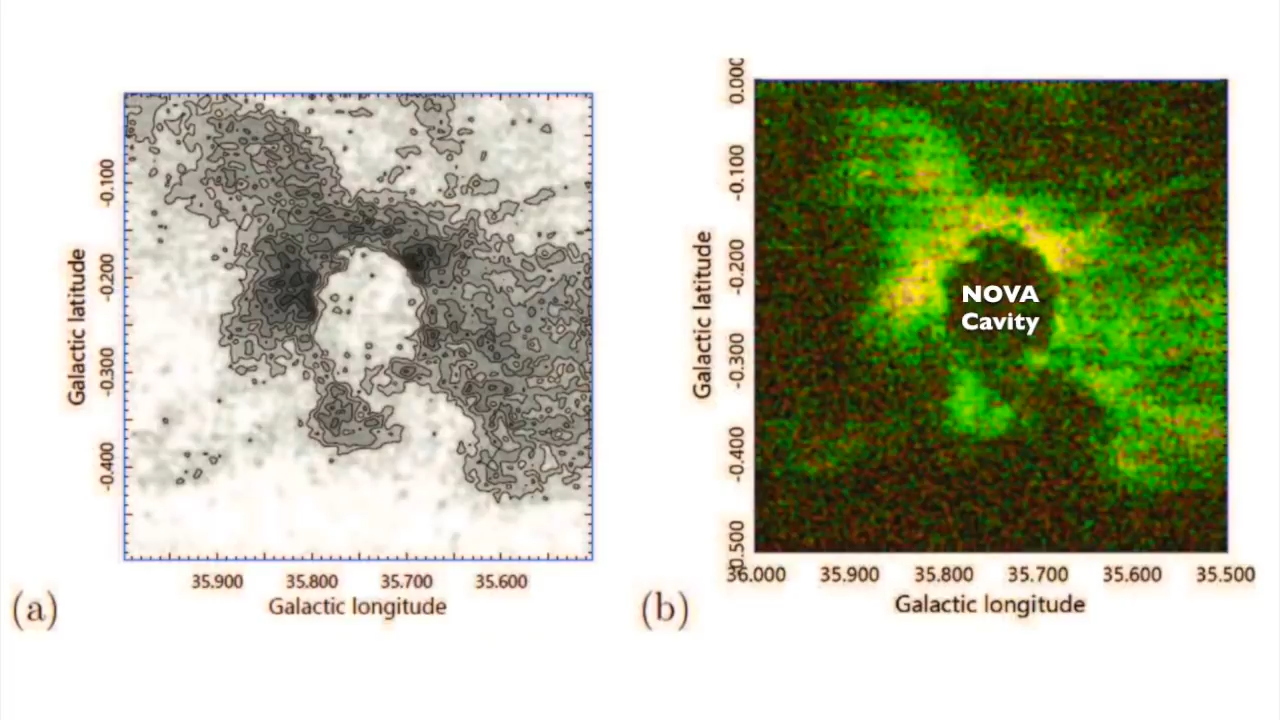 -0.100
-0.200
-0.300
-0.400
Galactic latitude
35.900 35.800 35.700 35.600
Galactic longitude
(a)
0.000
-0.100
-0.200
-0.300
-0.400
0.500
Galactic latitude
NOVA
Cavity
36.000 35.900 35.800 35.700 35.600 35.500
Galactic longitude
(b)